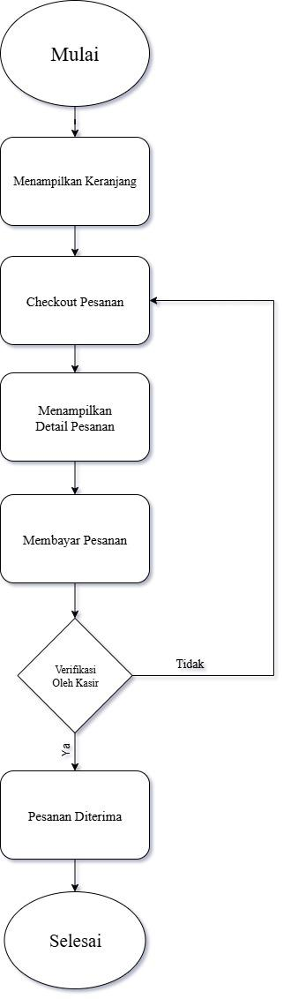 Mulai
Menampilkan Keranjang
Checkout Pesanan
Menampilkan
Detail Pesanan
Membayar Pesanan
Verifikasi
Oleh Kasir
Tidak
Ya
Pesanan Diterima
Selesai